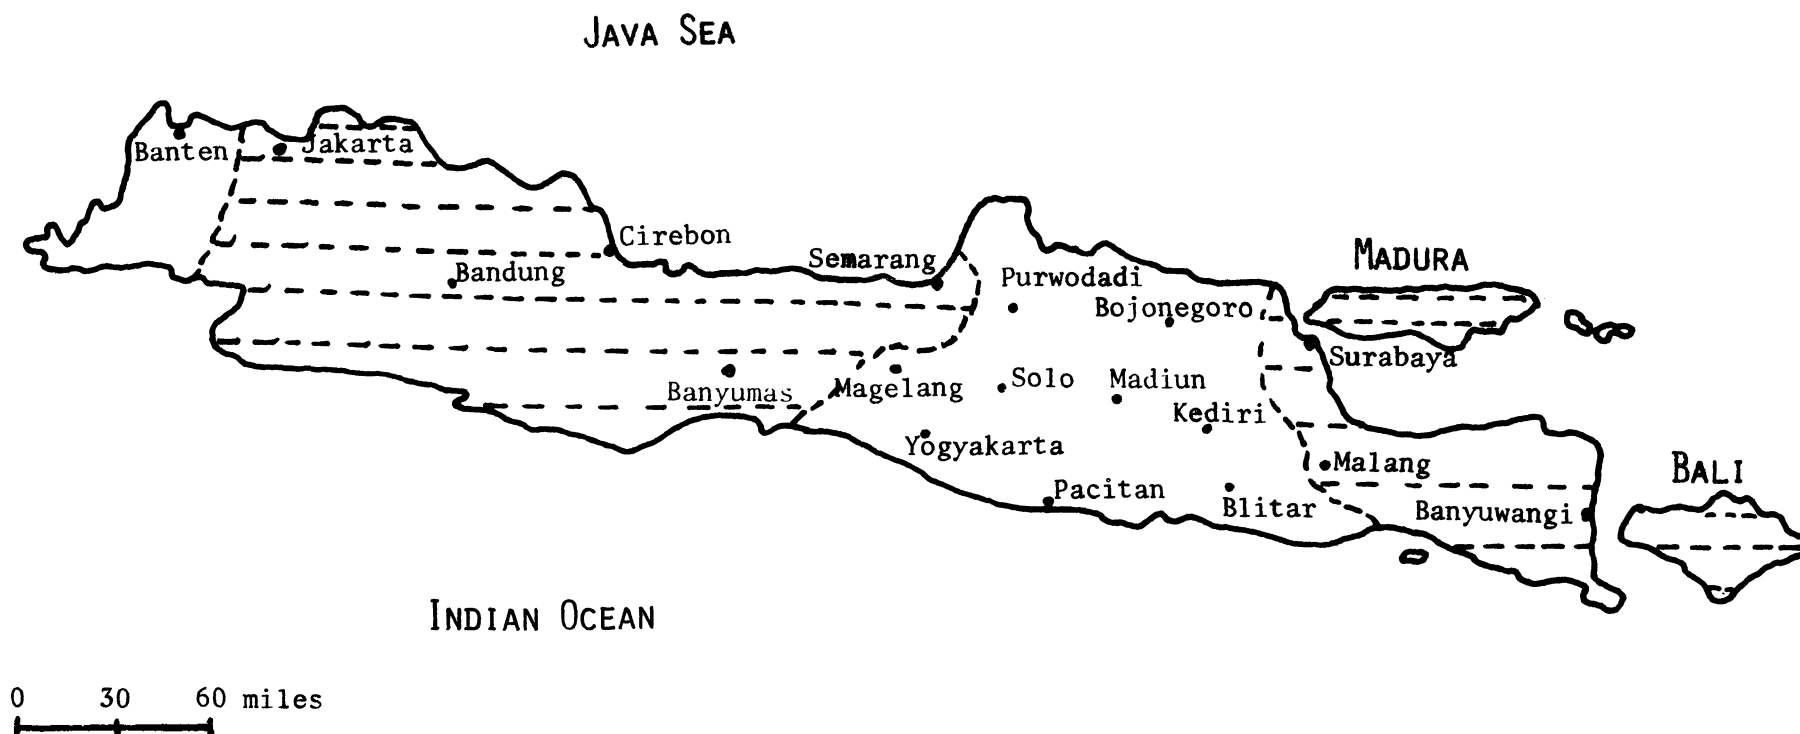 JAVA SEA
Banten
Jakarta
Cirebon
Semarang
MADURA
Bandung
Purwodadi
Bojonegoro
Surabaya
Banyumas
Magelang
Solo
Madiun
Kediri
Yogyakarta
Malang
BALI
Pacitan
Blitar
Banyuwangi
INDIAN OCEAN
0 30 60 miles